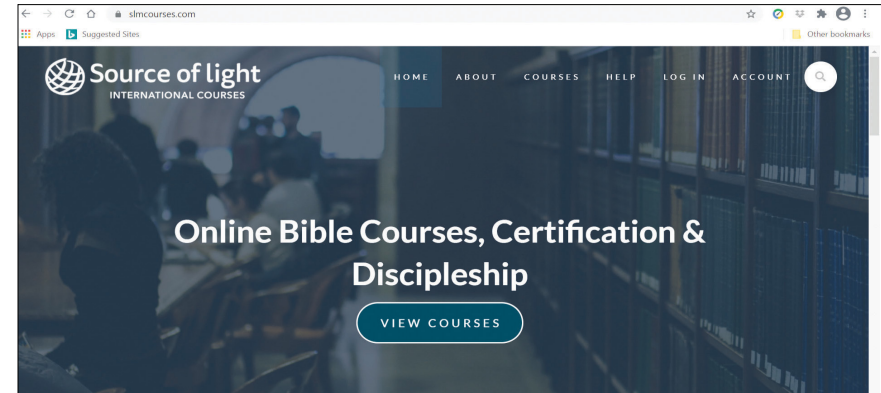 slmcourses.com
Apps Suggested Sites Other bookmarks
Source of light
INTERNATIONAL COURSES
HOME ABOUT COURSES HELP LOG IN ACCOUNT
Online Bible Courses, Certification &
Discipleship
VIEW COURSES